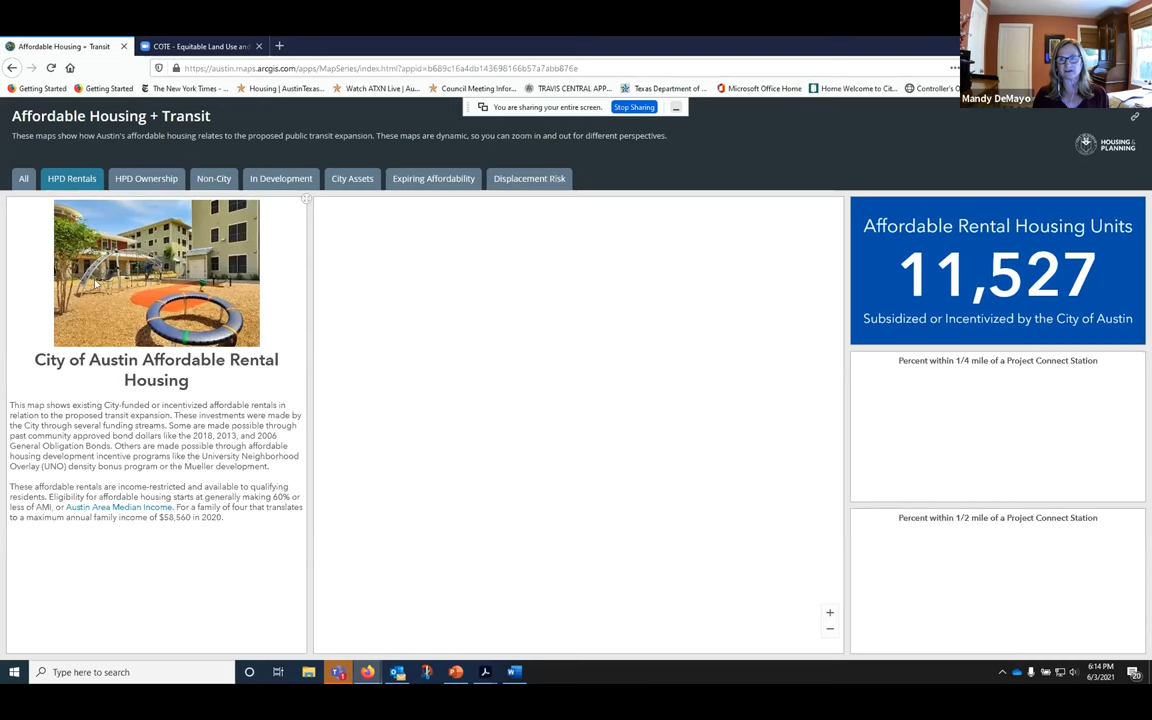 Affordable Housing + Transit
COTE - Equitable Land Use and
https://austin.maps.arcgis.com/apps/MapSeries/index.html?appid=b689c16a4db143698166b57a7abb876e
Getting Started
Getting Started
The New York Times - ...
Housing | AustinTexas...
Watch ATXN Live | Au...
Council Meeting Infor...
TRAVIS CENTRAL APP...
Texas Department of ...
Microsoft Office Home
Home Welcome to Cit...
Controller's O
Mandy DeMayo
You are sharing your entire screen.
Stop Sharing
Affordable Housing + Transit
These maps show how Austin's affordable housing relates to the proposed public transit expansion. These maps are dynamic, so you can zoom in and out for different perspectives.
HOUSING &
PLANNING
All
HPD Rentals
HPD Ownership
Non-City
In Development
City Assets
Expiring Affordability
Displacement Risk
City of Austin Affordable Rental
Housing
This map shows existing City-funded or incentivized affordable rentals in
relation to the proposed transit expansion. These investments were made by
the City through several funding streams. Some are made possible through
past community approved bond dollars like the 2018, 2013, and 2006
General Obligation Bonds. Others are made possible through affordable
housing development incentive programs like the University Neighborhood
Overlay (UNO) density bonus program or the Mueller development.
These affordable rentals are income-restricted and available to qualifying
residents. Eligibility for affordable housing starts at generally making 60% or
less of AMI, or Austin Area Median Income. For a family of four that translates
to a maximum annual family income of $58,560 in 2020.
+
−
Affordable Rental Housing Units
11,527
Subsidized or Incentivized by the City of Austin
Percent within 1/4 mile of a Project Connect Station
Percent within 1/2 mile of a Project Connect Station
Type here to search
6:14 PM
6/3/2021
20